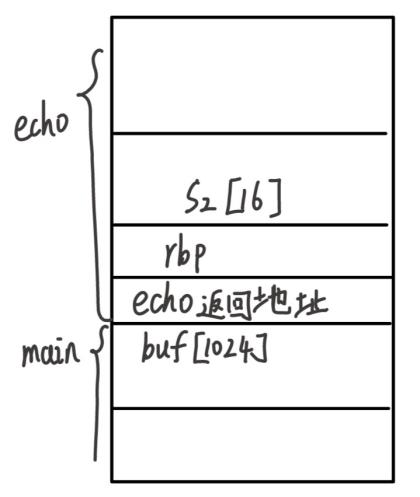 echo
S2[16]
rbp
echo返回地址
main
buf[1024]